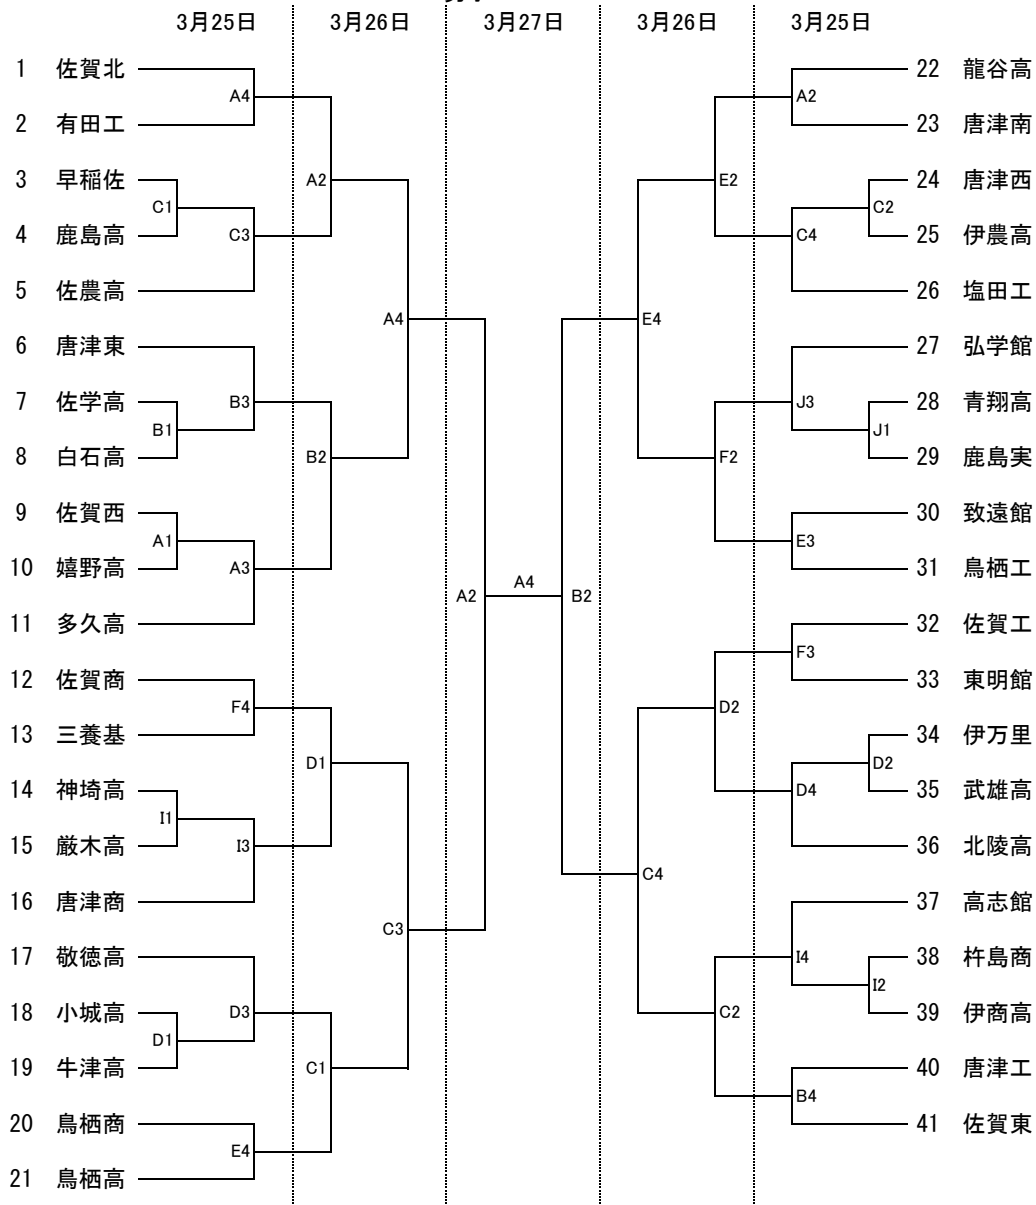 3月25日 3月26日 3月27日 3月26日 3月25日
1 佐賀北 22 龍谷高
A4 A2
2 有田工 23 唐津南
3 早稲佐 A2 E2 24 唐津西
C1 C2
4 鹿島高 C3 C4 25 伊農高
5 佐農高 26 塩田工
A4 E4
6 唐津東 27 弘学館
7 佐学高 B3 J3 28 青翔高
B1 J1
8 白石高 B2 F2 29 鹿島実
9 佐賀西 30 致遠館
A1 E3
10 嬉野高 A3 31 鳥栖工
A2 A4 B2
11 多久高 32 佐賀工
F3
12 佐賀商 33 東明館
F4 D2
13 三養基 34 伊万里
D1 D2
14 神埼高 D4 35 武雄高
I1
15 厳木高 I3 36 北陵高
C4
16 唐津商 37 高志館
C3
17 敬徳高 I4 38 杵島商
I2
18 小城高 D3 C2 39 伊商高
D1
19 牛津高 C1 40 唐津工
B4
20 鳥栖商 41 佐賀東
E4
21 鳥栖高